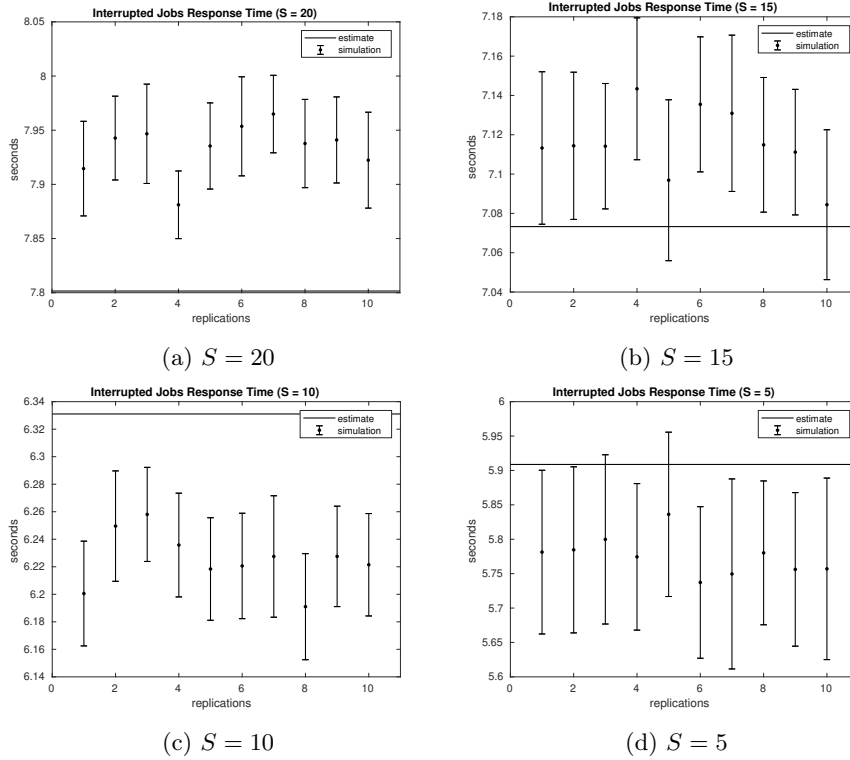 Interrupted Jobs Response Time (S = 20)
8.05
8
7.95
7.9
7.85
7.8
seconds
estimate
simulation
0 2 4 6 8 10
replications
(a) S = 20
Interrupted Jobs Response Time (S = 15)
7.18
7.16
7.14
7.12
7.1
7.08
7.06
7.04
seconds
estimate
simulation
0 2 4 6 8 10
replications
(b) S = 15
Interrupted Jobs Response Time (S = 10)
6.34
6.32
6.3
6.28
6.26
6.24
6.22
6.2
6.18
6.16
6.14
seconds
estimate
simulation
0 2 4 6 8 10
replications
(c) S = 10
Interrupted Jobs Response Time (S = 5)
6
5.95
5.9
5.85
5.8
5.75
5.7
5.65
5.6
seconds
estimate
simulation
0 2 4 6 8 10
replications
(d) S = 5